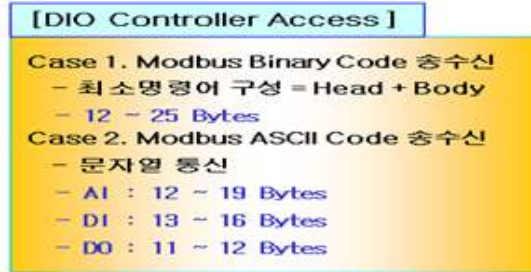 [DIO Controller Access]
Case 1. Modbus Binary Code 송수신
- 최소명령어 구성 = Head + Body
- 12 ~ 25 Bytes
Case 2. Modbus ASCII Code 송수신
- 문자열 통신
- AI : 12 ~ 19 Bytes
- DI : 13 ~ 16 Bytes
- DO : 11 ~ 12 Bytes